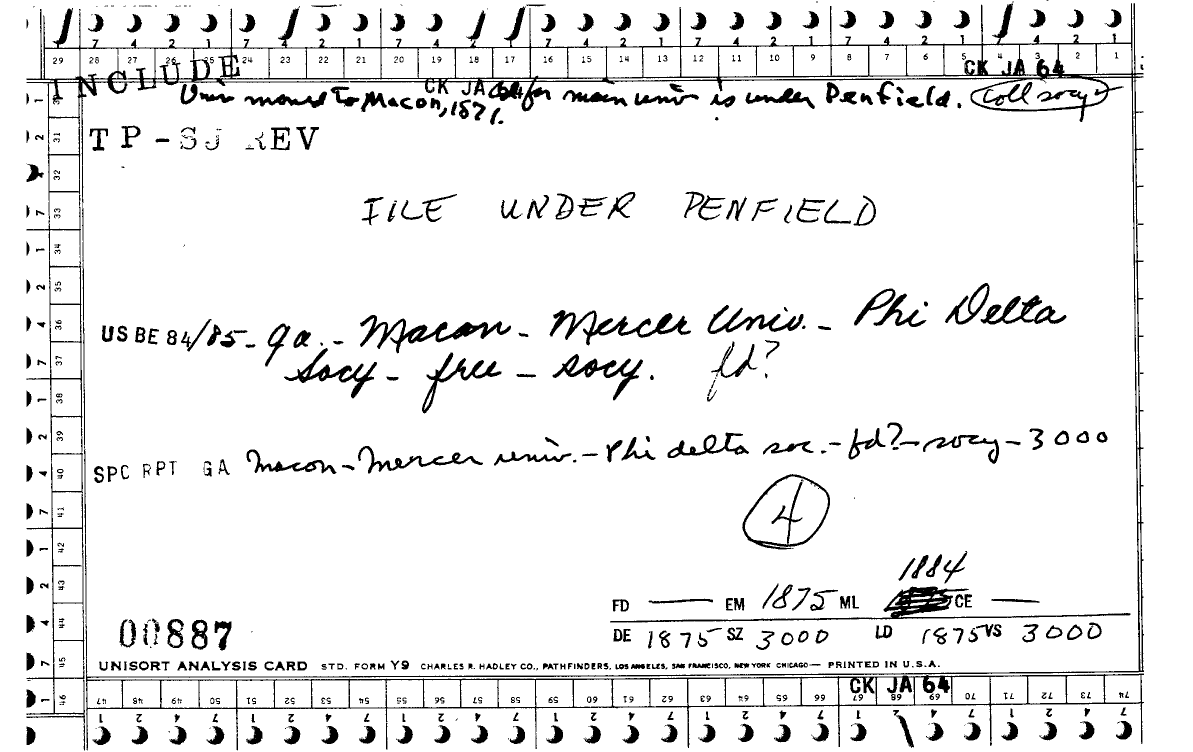 7 4 2 1 7 4 2 1 7 4 2 1 7 4 2 1 7 4 2 1 7 4 2 1 7 4 2 1
29 28 27 26 25 24 23 22 21 20 19 18 17 16 15 14 13 12 11 10 9 8 7 6 5 4 3 2 1
INCLUDE
CK JA 64
CK JA 64
Univ moved to Macon, 1871. for main univ is under Penfield. Coll socy
TP-SJ REV
FILE UNDER PENFIELD
US BE 84/85 - Ga. - Macon - Mercer Univ. - Phi Delta
Socy - free - socy. fd?
SPC RPT GA Macon - Mercer univ. - Phi delta soc. - fd? - socy - 3000
4
1884
FD — EM 1875 ML CE —
DE 1875 SZ 3000 LD 1875 VS 3000
00887
UNISORT ANALYSIS CARD STD. FORM Y9 CHARLES R. HADLEY CO., PATHFINDERS, LOS ANGELES, SAN FRANCISCO, NEW YORK CHICAGO — PRINTED IN U.S.A.
CK JA 64
47 48 49 50 51 52 53 54 55 56 57 58 59 60 61 62 63 64 65 66 67 68 69 70 71 72 73 74
1 2 4 7 1 2 4 7 1 2 4 7 1 2 4 7 1 2 4 7 1 2 4 7 1 2 4 7